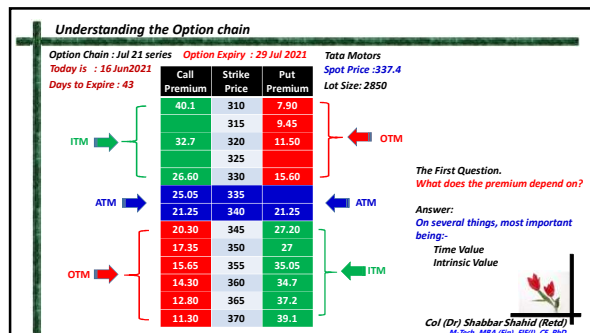 Understanding the Option chain
Option Chain : Jul 21 series Option Expiry : 29 Jul 2021 Tata Motors
Today is : 16 Jun2021 Spot Price :337.4
Days to Expire : 43 Lot Size: 2850
Call Premium Strike Price Put Premium
40.1 310 7.90
315 9.45
ITM 32.7 320 11.50 OTM
325
26.60 330 15.60
ATM 25.05 335
21.25 340 21.25
20.30 345 27.20
17.35 350 27
OTM 15.65 355 35.05 ITM
14.30 360 34.7
12.80 365 37.2
11.30 370 39.1
The First Question.
What does the premium depend on?
Answer:
On several things, most important
being:-
Time Value
Intrinsic Value
Col (Dr) Shabbar Shahid (Retd)
M-Tech, MBA (Fin), FIE(I), CE, PhD